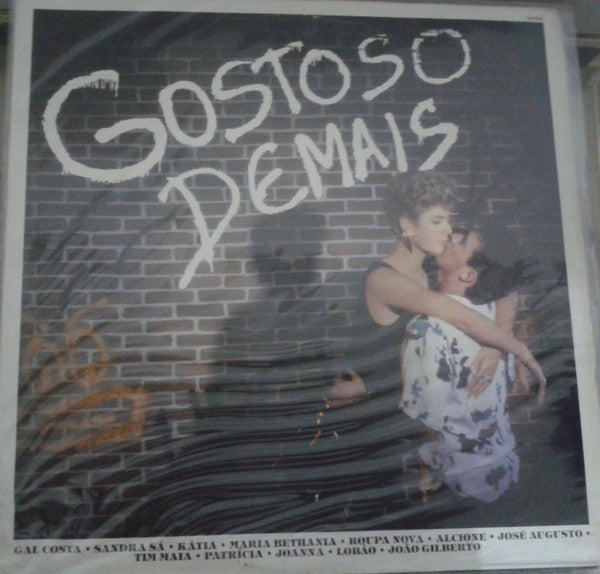 GOSTOSO
DEMAIS
GAL COSTA • SANDRA SÁ • KÁTIA • MARIA BETHANIA • ROUPA NOVA • ALCIONE • JOSÉ AUGUSTO •
TIM MAIA • PATRÍCIA • JOANNA • LOBÃO • JOÃO GILBERTO